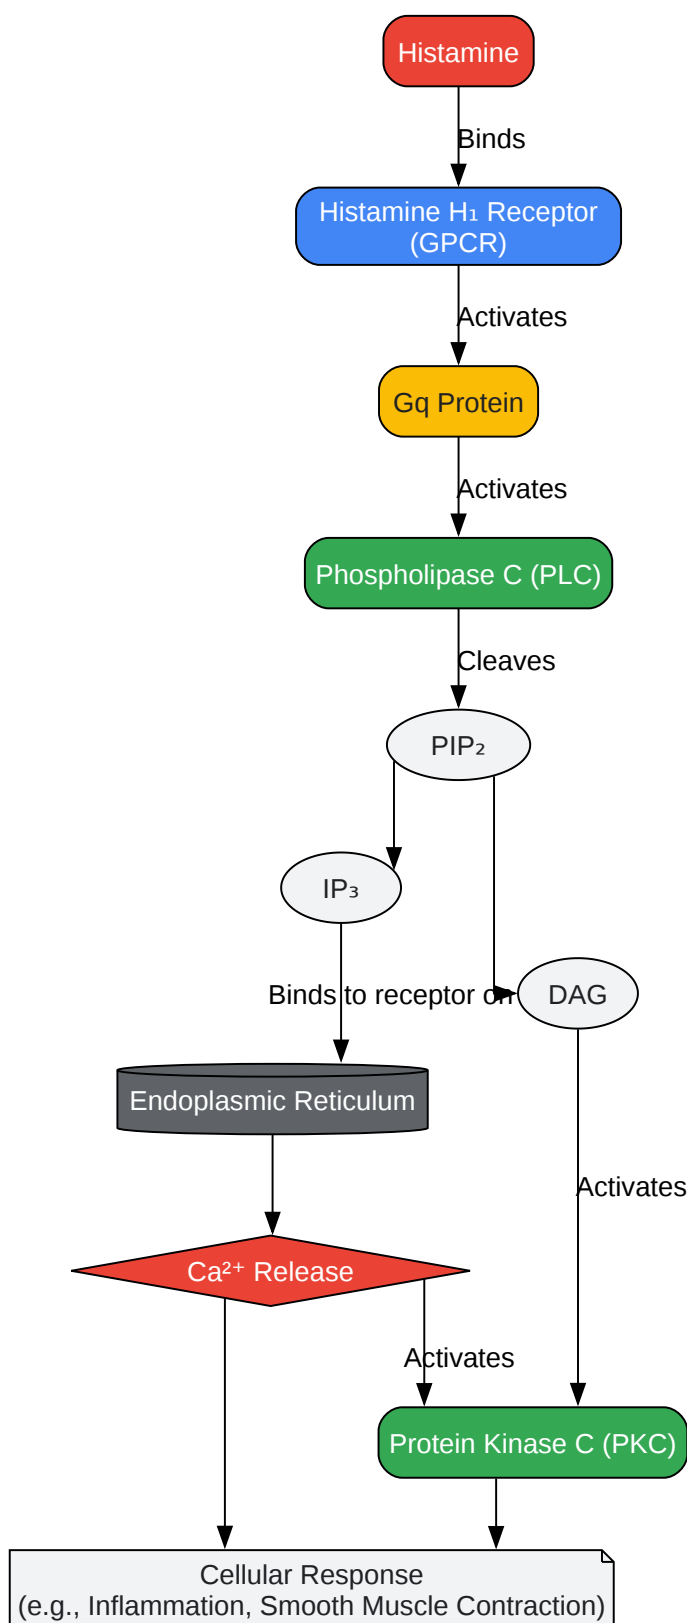 Histamine
Binds
Histamine H₁ Receptor
(GPCR)
Activates
Gq Protein
Activates
Phospholipase C (PLC)
Cleaves
PIP₂
IP₃
Binds to receptor on
DAG
Endoplasmic Reticulum
Activates
Ca²⁺ Release
Activates
Protein Kinase C (PKC)
Cellular Response
(e.g., Inflammation, Smooth Muscle Contraction)